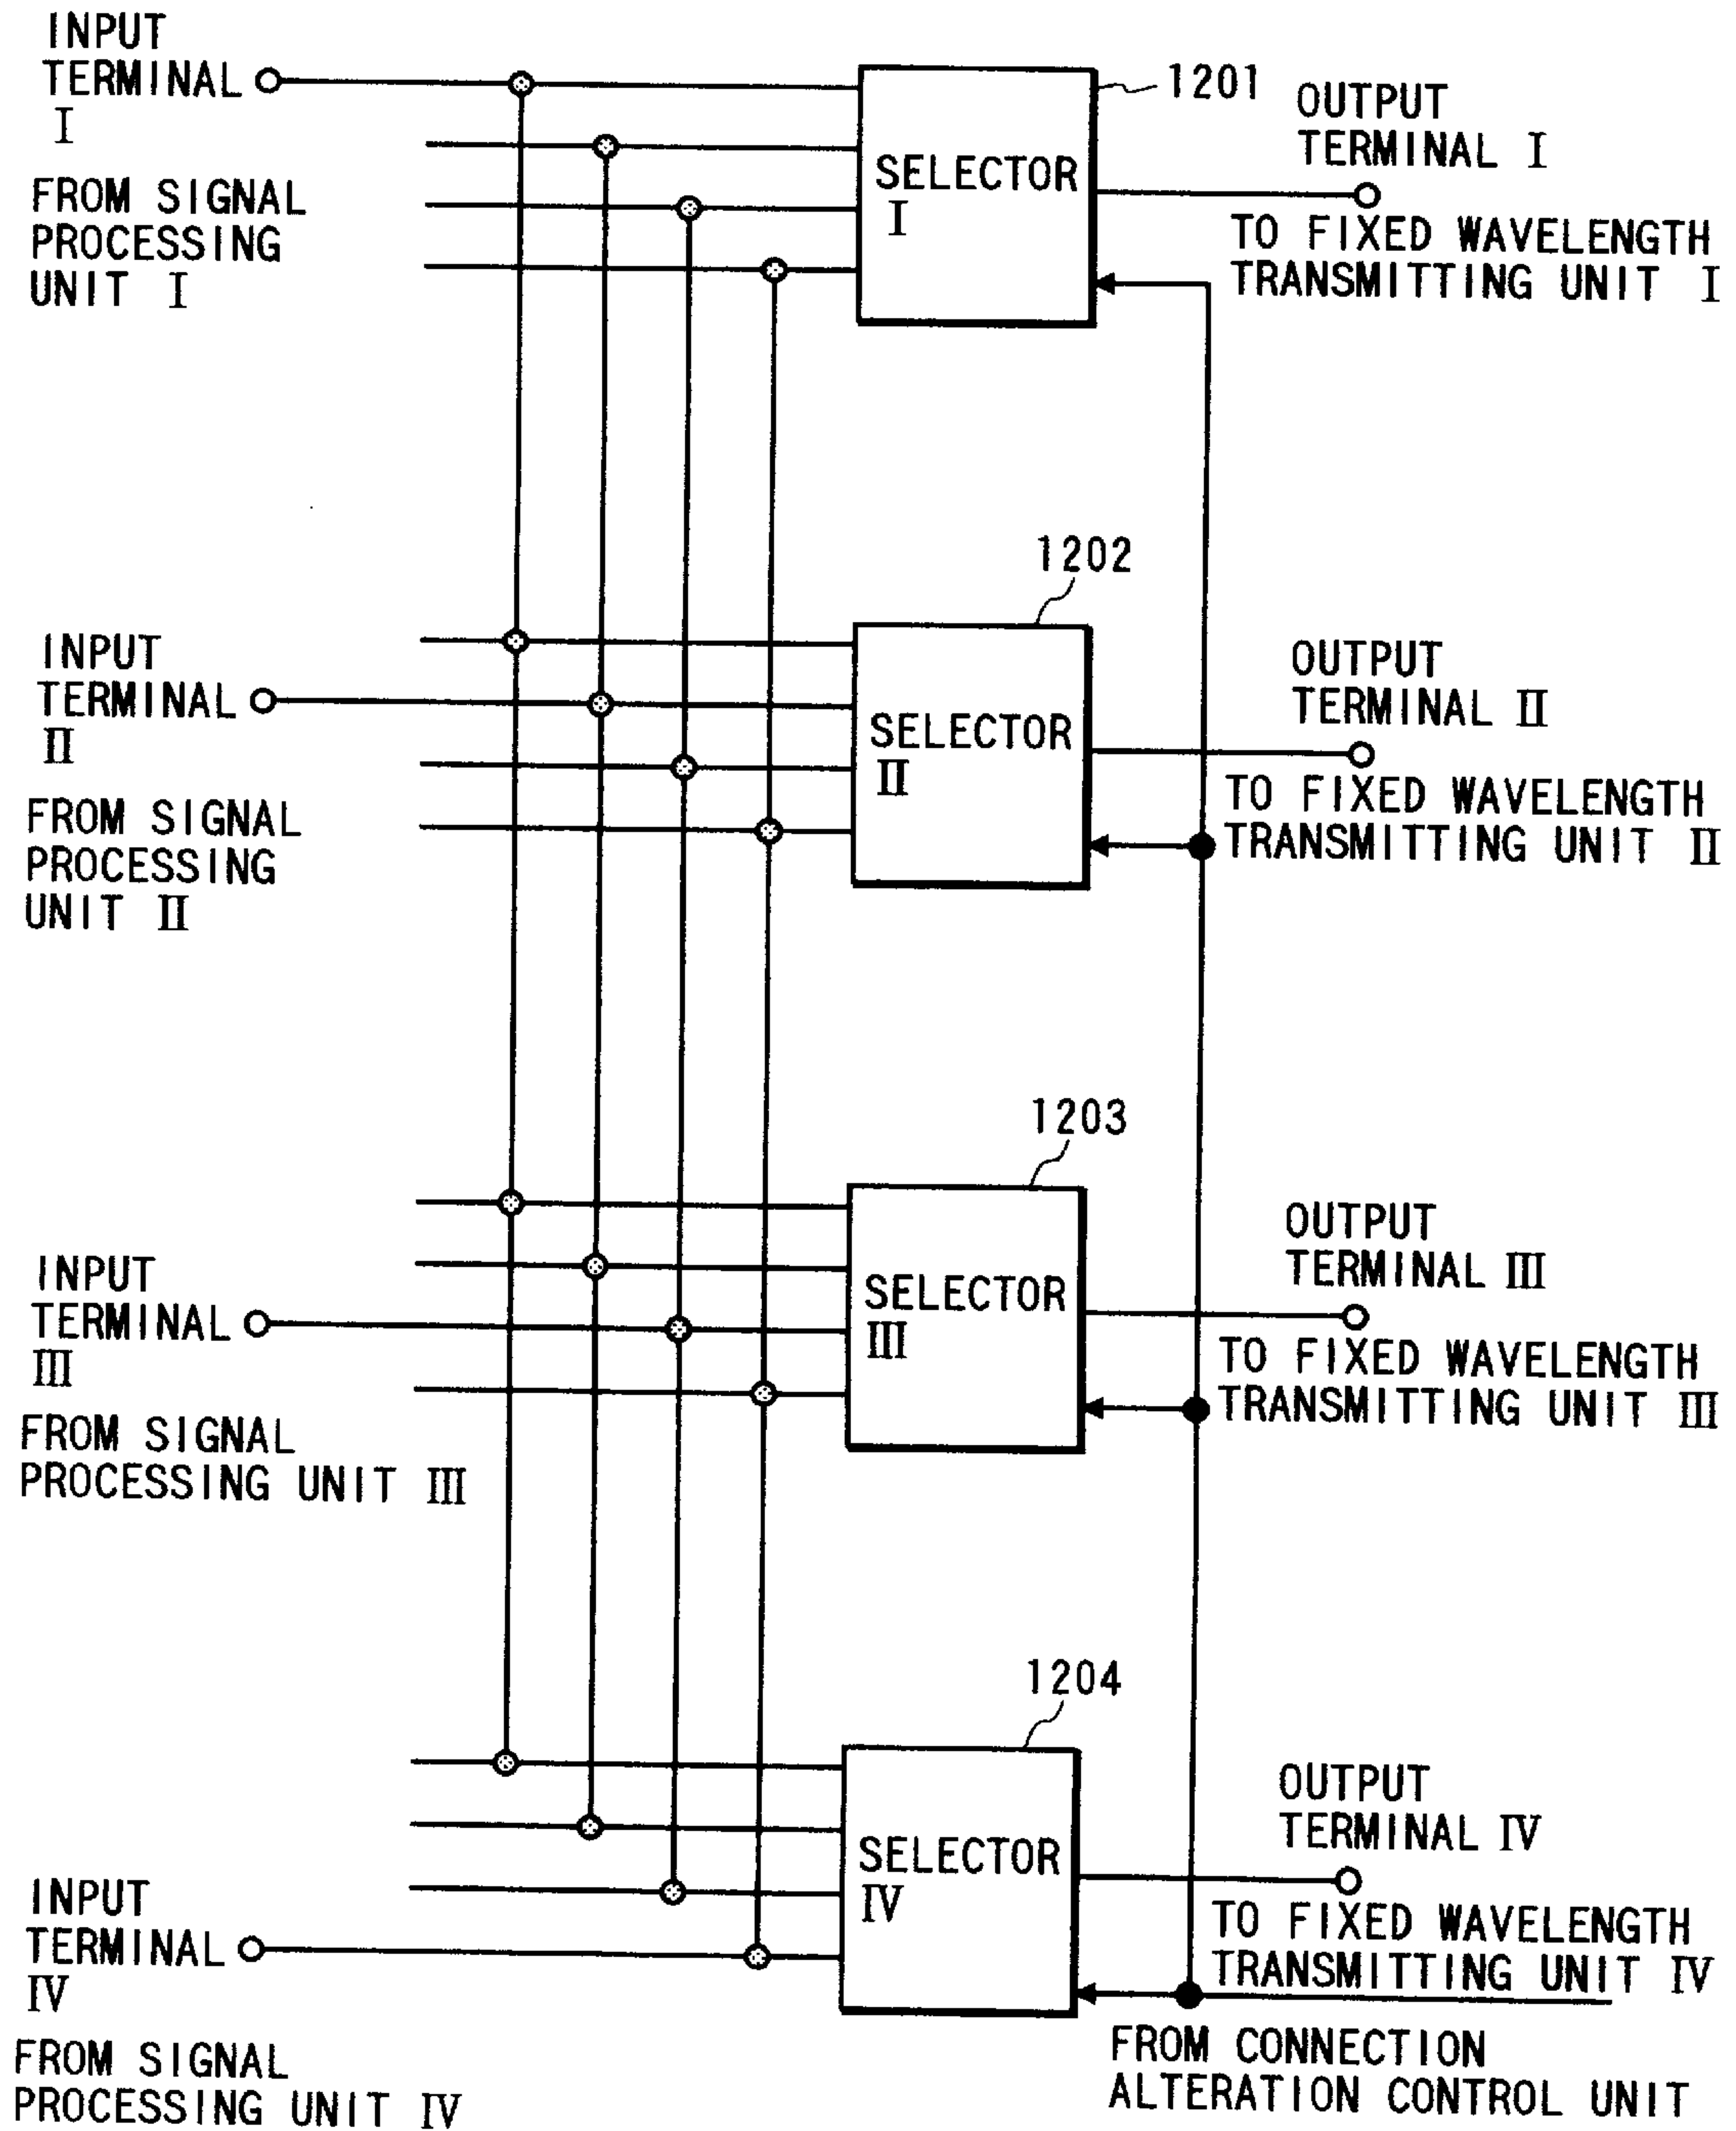 INPUT
TERMINAL
I
FROM SIGNAL
PROCESSING
UNIT I
SELECTOR
I
1201
OUTPUT
TERMINAL I
TO FIXED WAVELENGTH
TRANSMITTING UNIT I
INPUT
TERMINAL
II
FROM SIGNAL
PROCESSING
UNIT II
1202
SELECTOR
II
OUTPUT
TERMINAL II
TO FIXED WAVELENGTH
TRANSMITTING UNIT II
INPUT
TERMINAL
III
FROM SIGNAL
PROCESSING UNIT III
1203
SELECTOR
III
OUTPUT
TERMINAL III
TO FIXED WAVELENGTH
TRANSMITTING UNIT III
INPUT
TERMINAL
IV
FROM SIGNAL
PROCESSING UNIT IV
1204
SELECTOR
IV
OUTPUT
TERMINAL IV
TO FIXED WAVELENGTH
TRANSMITTING UNIT IV
FROM CONNECTION
ALTERATION CONTROL UNIT